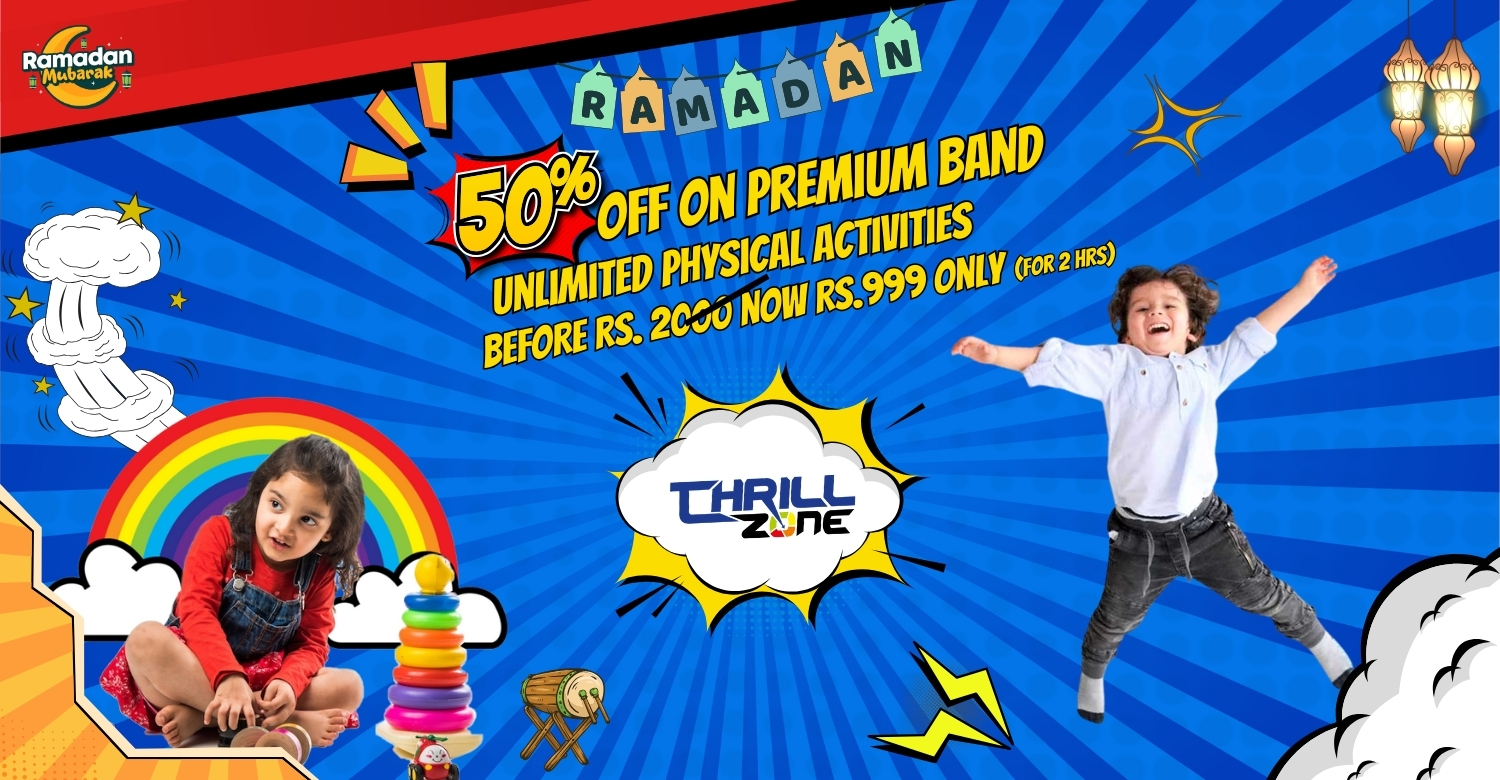 Ramadan
Mubarak
RAMADAN
50% OFF ON PREMIUM BAND
UNLIMITED PHYSICAL ACTIVITIES
BEFORE RS. 2000 NOW RS.999 ONLY (FOR 2 HRS)
THRILL
ZONE